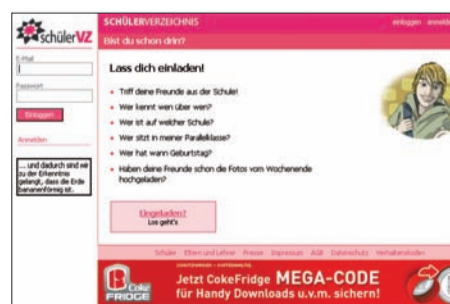 schülerVZ
SCHÜLERVERZEICHNIS
einloggen
Bist du schon drin?
E-Mail
Passwort
Einloggen
Anmelden
... und dadurch sind wir
zu der Erkenntnis
gelangt, dass die Erde
bananenförmig ist.
Lass dich einladen!
Triff deine Freunde aus der Schule!
Wer kennt wen über wen?
Wer ist auf welcher Schule?
Wer sitzt in meiner Parallelklasse?
Wer hat wann Geburtstag?
Haben deine Freunde schon die Fotos vom Wochenende
hochgeladen?
Eingeladen?
Los geht's
Schüler Eltern und Lehrer Presse Impressum AGB Datenschutz Verhaltenskodex
Coke
FRIDGE
Jetzt CokeFridge MEGA-CODE
für Handy Downloads u.v.m. sichern!